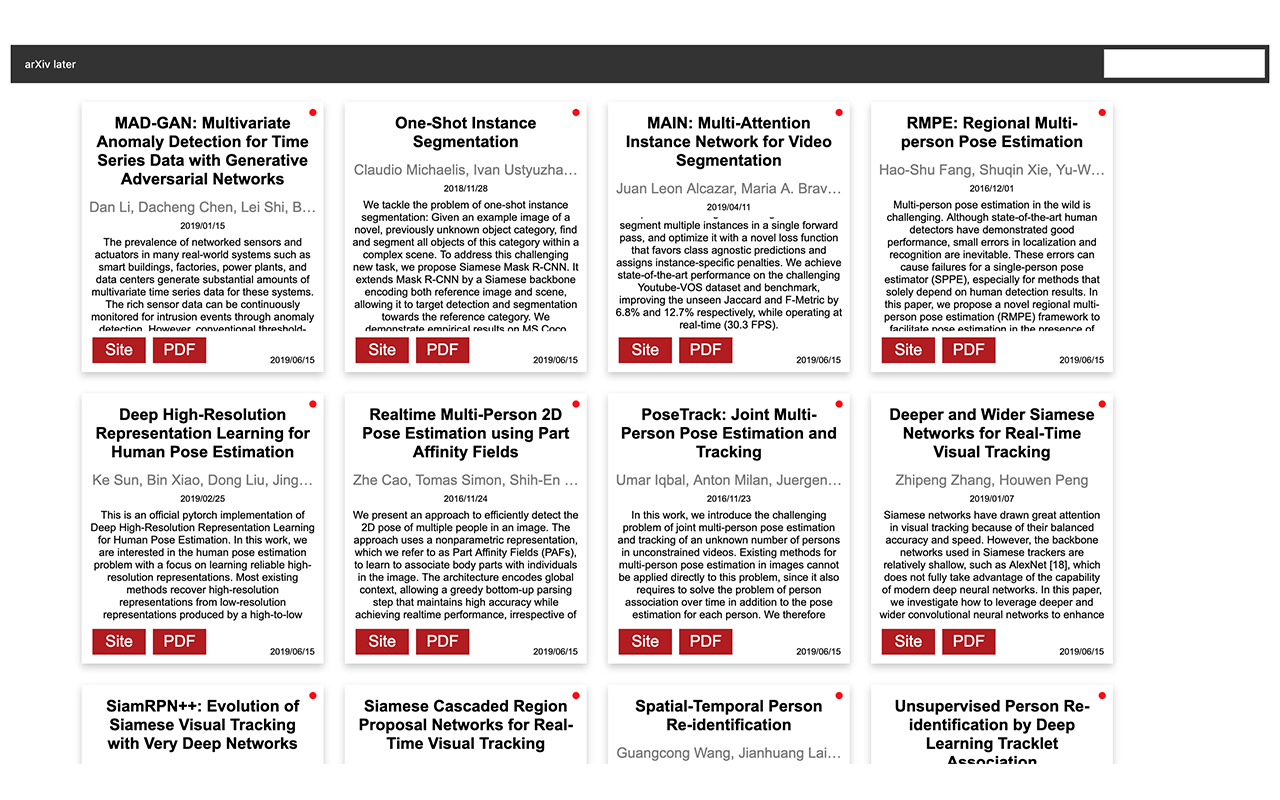 arXiv later
MAD-GAN: Multivariate
Anomaly Detection for Time
Series Data with Generative
Adversarial Networks
Dan Li, Dacheng Chen, Lei Shi, B…
2019/01/15
The prevalence of networked sensors and
actuators in many real-world systems such as
smart buildings, factories, power plants, and
data centers generate substantial amounts of
multivariate time series data for these systems.
The rich sensor data can be continuously
monitored for intrusion events through anomaly
detection. However, conventional threshold-
Site
PDF
2019/06/15
One-Shot Instance
Segmentation
Claudio Michaelis, Ivan Ustyuzha…
2018/11/28
We tackle the problem of one-shot instance
segmentation: Given an example image of a
novel, previously unknown object category, find
and segment all objects of this category within a
complex scene. To address this challenging
new task, we propose Siamese Mask R-CNN. It
extends Mask R-CNN by a Siamese backbone
encoding both reference image and scene,
allowing it to target detection and segmentation
towards the reference category. We
demonstrate empirical results on MS Coco
Site
PDF
2019/06/15
MAIN: Multi-Attention
Instance Network for Video
Segmentation
Juan Leon Alcazar, Maria A. Brav…
2019/04/11
segment multiple instances in a single forward
pass, and optimize it with a novel loss function
that favors class agnostic predictions and
assigns instance-specific penalties. We achieve
state-of-the-art performance on the challenging
Youtube-VOS dataset and benchmark,
improving the unseen Jaccard and F-Metric by
6.8% and 12.7% respectively, while operating at
real-time (30.3 FPS).
Site
PDF
2019/06/15
RMPE: Regional Multi-
person Pose Estimation
Hao-Shu Fang, Shuqin Xie, Yu-W…
2016/12/01
Multi-person pose estimation in the wild is
challenging. Although state-of-the-art human
detectors have demonstrated good
performance, small errors in localization and
recognition are inevitable. These errors can
cause failures for a single-person pose
estimator (SPPE), especially for methods that
solely depend on human detection results. In
this paper, we propose a novel regional multi-
person pose estimation (RMPE) framework to
facilitate pose estimation in the presence of
Site
PDF
2019/06/15
Deep High-Resolution
Representation Learning for
Human Pose Estimation
Ke Sun, Bin Xiao, Dong Liu, Jing…
2019/02/25
This is an official pytorch implementation of
Deep High-Resolution Representation Learning
for Human Pose Estimation. In this work, we
are interested in the human pose estimation
problem with a focus on learning reliable high-
resolution representations. Most existing
methods recover high-resolution
representations from low-resolution
representations produced by a high-to-low
Site
PDF
2019/06/15
Realtime Multi-Person 2D
Pose Estimation using Part
Affinity Fields
Zhe Cao, Tomas Simon, Shih-En …
2016/11/24
We present an approach to efficiently detect the
2D pose of multiple people in an image. The
approach uses a nonparametric representation,
which we refer to as Part Affinity Fields (PAFs),
to learn to associate body parts with individuals
in the image. The architecture encodes global
context, allowing a greedy bottom-up parsing
step that maintains high accuracy while
achieving realtime performance, irrespective of
Site
PDF
2019/06/15
PoseTrack: Joint Multi-
Person Pose Estimation and
Tracking
Umar Iqbal, Anton Milan, Juergen…
2016/11/23
In this work, we introduce the challenging
problem of joint multi-person pose estimation
and tracking of an unknown number of persons
in unconstrained videos. Existing methods for
multi-person pose estimation in images cannot
be applied directly to this problem, since it also
requires to solve the problem of person
association over time in addition to the pose
estimation for each person. We therefore
Site
PDF
2019/06/15
Deeper and Wider Siamese
Networks for Real-Time
Visual Tracking
Zhipeng Zhang, Houwen Peng
2019/01/07
Siamese networks have drawn great attention
in visual tracking because of their balanced
accuracy and speed. However, the backbone
networks used in Siamese trackers are
relatively shallow, such as AlexNet [18], which
does not fully take advantage of the capability
of modern deep neural networks. In this paper,
we investigate how to leverage deeper and
wider convolutional neural networks to enhance
Site
PDF
2019/06/15
SiamRPN++: Evolution of
Siamese Visual Tracking
with Very Deep Networks
Siamese Cascaded Region
Proposal Networks for Real-
Time Visual Tracking
Spatial-Temporal Person
Re-identification
Guangcong Wang, Jianhuang Lai…
Unsupervised Person Re-
identification by Deep
Learning Tracklet
Association